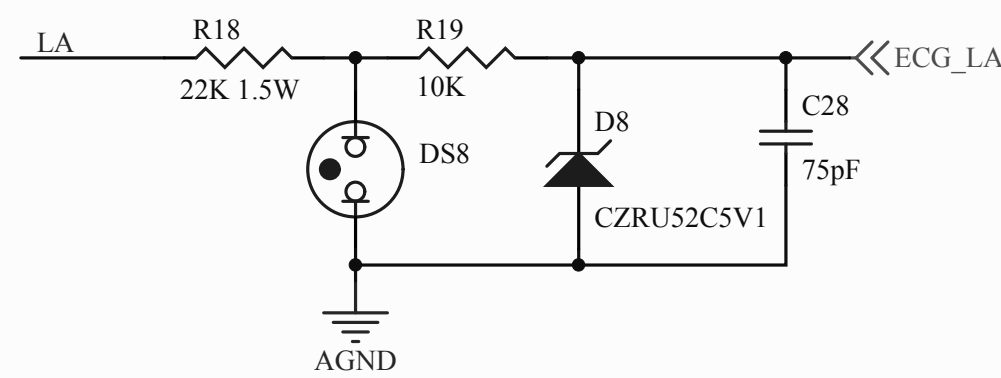 LA
R18
22K 1.5W
R19
10K
ECG_LA
C28
75pF
DS8
D8
CZRU52C5V1
AGND